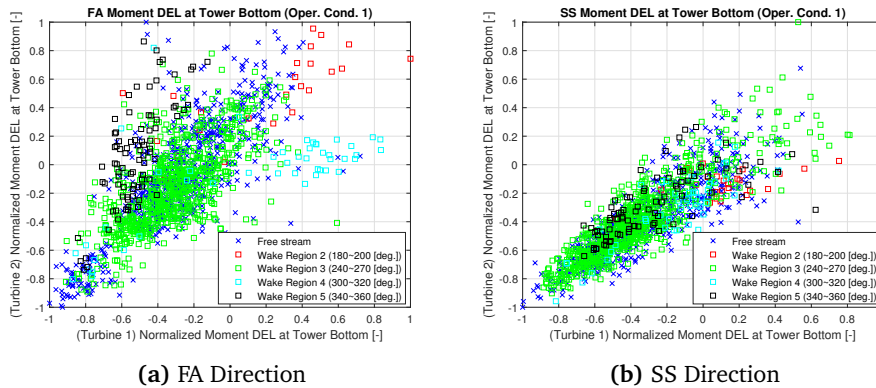 FA Moment DEL at Tower Bottom (Oper. Cond. 1)
(Turbine 2) Normalized Moment DEL at Tower Bottom [-]
1
0.8
0.6
0.4
0.2
0
-0.2
-0.4
-0.6
-0.8
-1
Free stream
Wake Region 2 (180~200 [deg.])
Wake Region 3 (240~270 [deg.])
Wake Region 4 (300~320 [deg.])
Wake Region 5 (340~360 [deg.])
-1 -0.8 -0.6 -0.4 -0.2 0 0.2 0.4 0.6 0.8 1
(Turbine 1) Normalized Moment DEL at Tower Bottom [-]
(a) FA Direction
SS Moment DEL at Tower Bottom (Oper. Cond. 1)
(Turbine 2) Normalized Moment DEL at Tower Bottom [-]
1
0.8
0.6
0.4
0.2
0
-0.2
-0.4
-0.6
-0.8
-1
Free stream
Wake Region 2 (180~200 [deg.])
Wake Region 3 (240~270 [deg.])
Wake Region 4 (300~320 [deg.])
Wake Region 5 (340~360 [deg.])
-1 -0.8 -0.6 -0.4 -0.2 0 0.2 0.4 0.6 0.8 1
(Turbine 1) Normalized Moment DEL at Tower Bottom [-]
(b) SS Direction